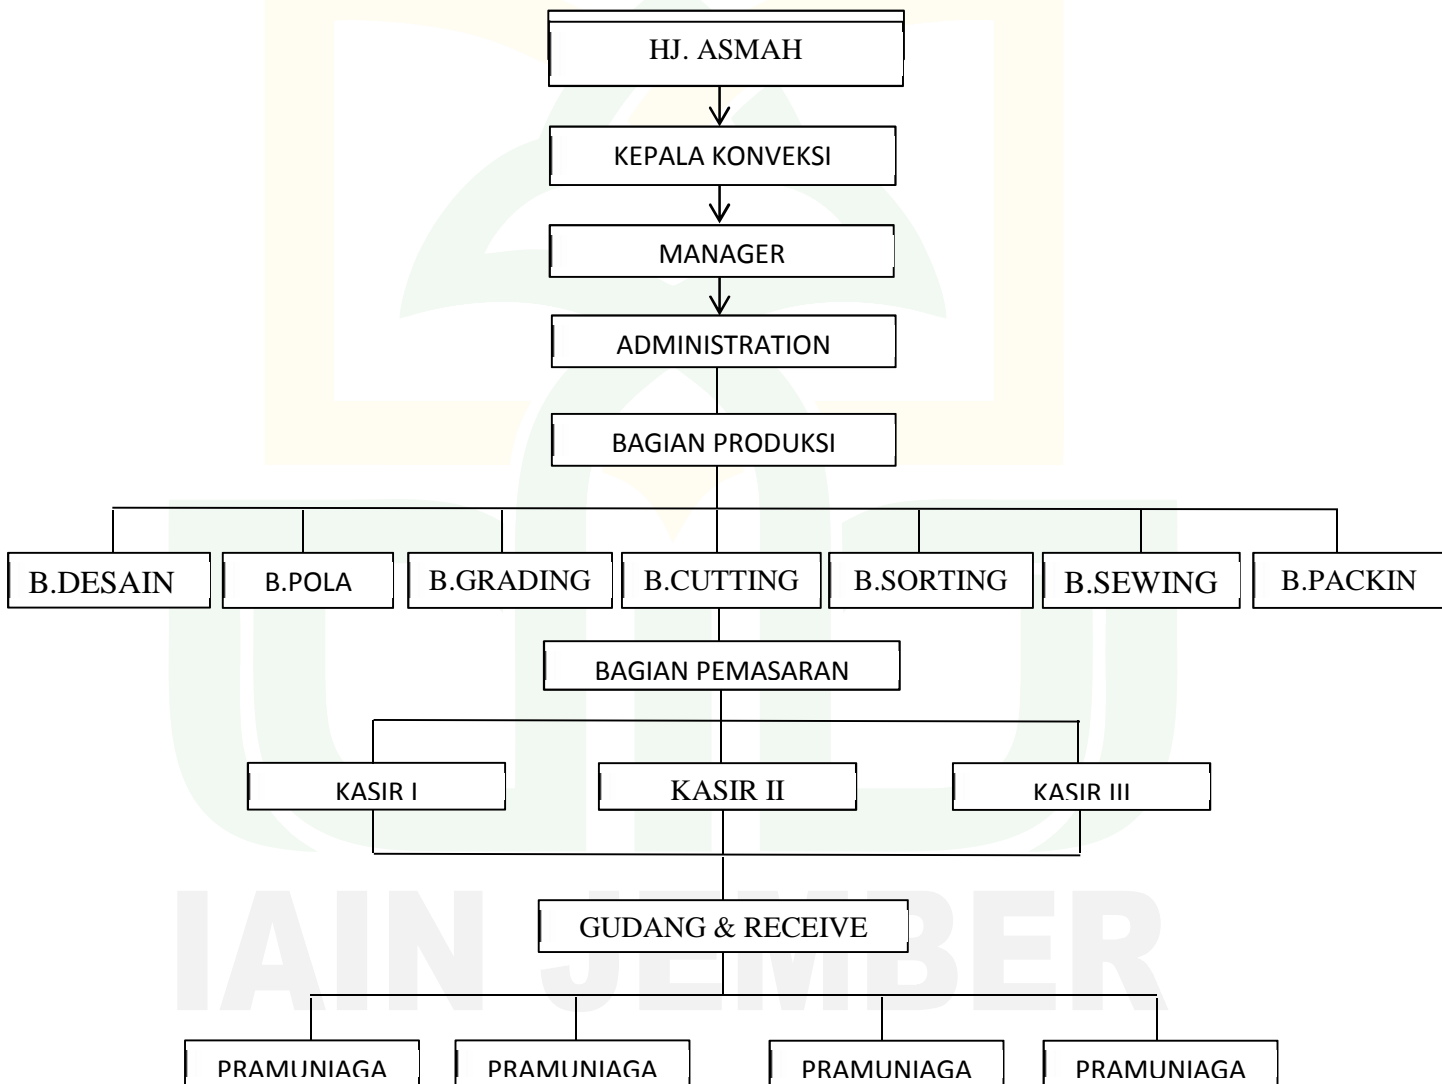 HJ. ASMAH
KEPALA KONVEKSI
MANAGER
ADMINISTRATION
BAGIAN PRODUKSI
B.DESAIN B.POLA B.GRADING B.CUTTING B.SORTING B.SEWING B.PACKIN
BAGIAN PEMASARAN
KASIR I KASIR II KASIR III
GUDANG & RECEIVE
IAIN JEMBER
PRAMUNIAGA PRAMUNIAGA PRAMUNIAGA PRAMUNIAGA